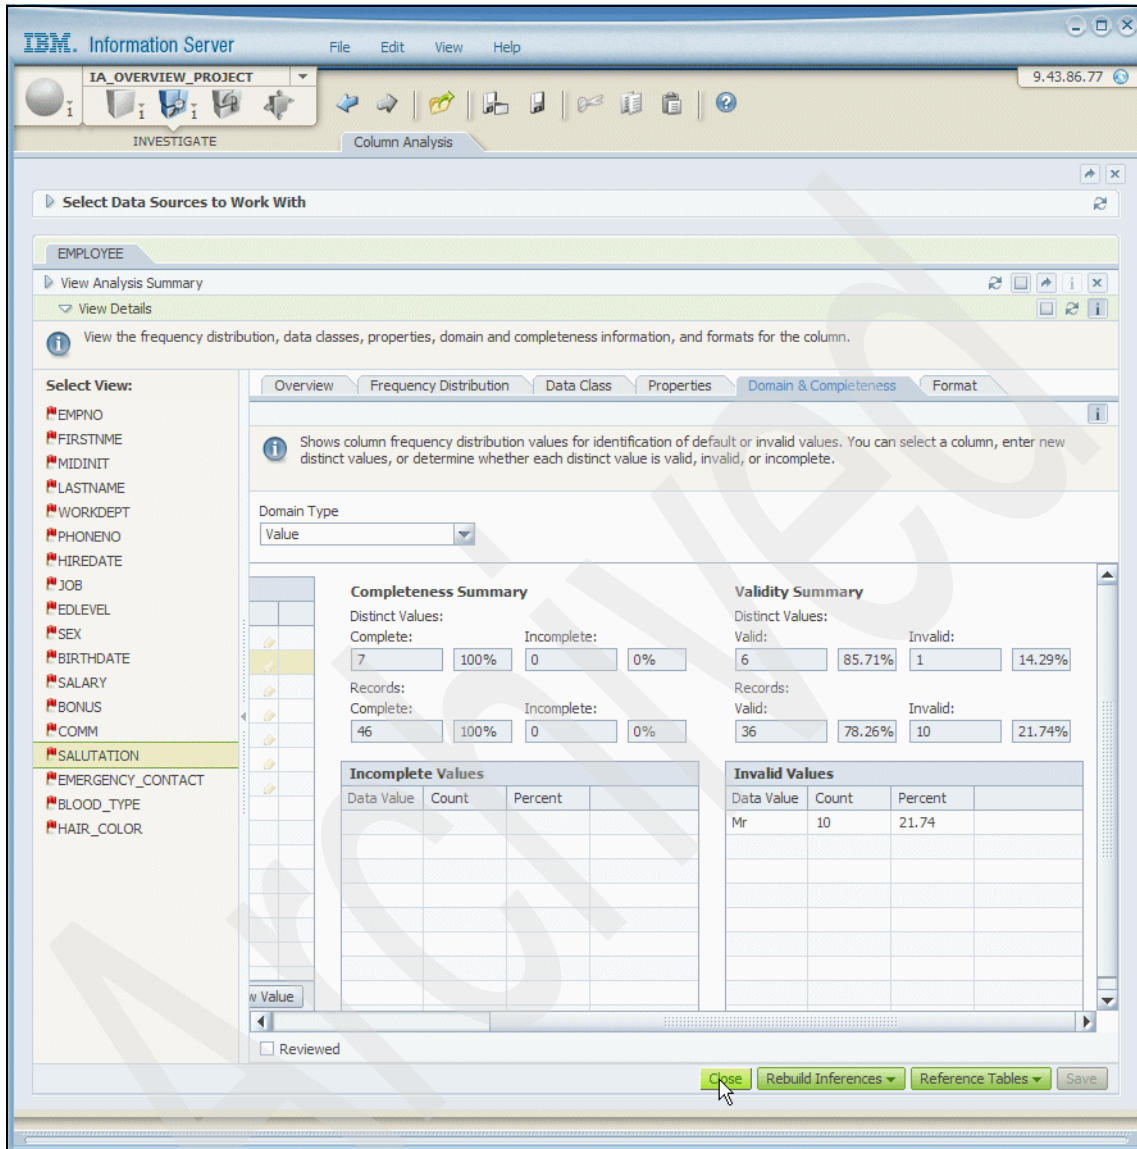 IBM. Information Server File Edit View Help
IA_OVERVIEW_PROJECT
9.43.86.77
INVESTIGATE
Column Analysis
Select Data Sources to Work With
EMPLOYEE
View Analysis Summary
View Details
View the frequency distribution, data classes, properties, domain and completeness information, and formats for the column.
Select View:
EMPNO
FIRSTNME
MIDINIT
LASTNAME
WORKDEPT
PHONENO
HIREDATE
JOB
EDLEVEL
SEX
BIRTHDATE
SALARY
BONUS
COMM
SALUTATION
EMERGENCY_CONTACT
BLOOD_TYPE
HAIR_COLOR
Overview Frequency Distribution Data Class Properties Domain & Completeness Format
Shows column frequency distribution values for identification of default or invalid values. You can select a column, enter new
distinct values, or determine whether each distinct value is valid, invalid, or incomplete.
Domain Type
Value
Completeness Summary
Distinct Values:
Complete: Incomplete:
7 100% 0 0%
Records:
Complete: Incomplete:
46 100% 0 0%
Incomplete Values
Data Value Count Percent
Validity Summary
Distinct Values:
Valid: Invalid:
6 85.71% 1 14.29%
Records:
Valid: Invalid:
36 78.26% 10 21.74%
Invalid Values
Data Value Count Percent
Mr 10 21.74
w Value
Reviewed
Close Rebuild Inferences Reference Tables Save
Archived